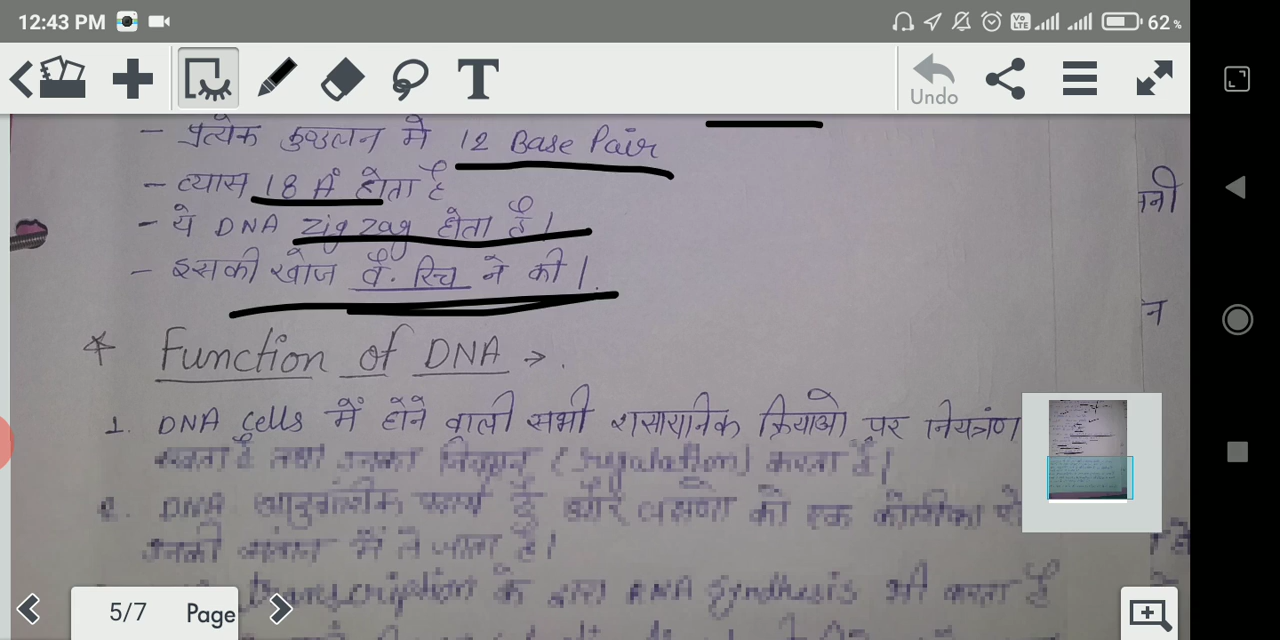 12:43 PM
Vo LTE
62%
Undo
- प्रत्येक कुण्डलन में 12 Base Pair
- व्यास 18 A° होता है
- ये DNA zig zag होता है।
- इसकी खोज वै. रिच ने की।
Function of DNA →.
1. DNA Cells में होने वाली सभी रासायनिक क्रियाओ पर नियंत्रण
तथा उनका नियमन (regulation) करता है।
2. DNA आनुवंशिक पदार्थ है और लक्षणो को एक कोशिका से
उनकी संतान में ले जाता है।
transcription के द्वारा RNA synthesis भी करता है
5/7 Page